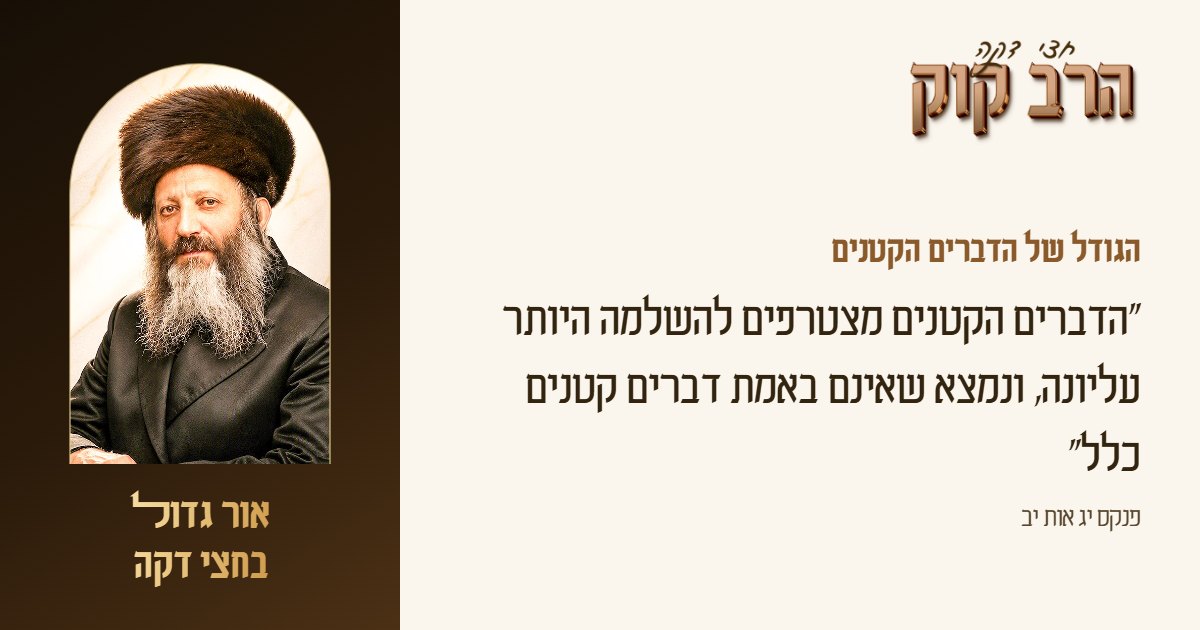 חצי דקה
הרב קוק
הגודל של הדברים הקטנים
"הדברים הקטנים מצטרפים להשלמה היותר
עליונה, ונמצא שאינם באמת דברים קטנים
כלל"
פנקס יג אות יב
אור גדול
בחצי דקה